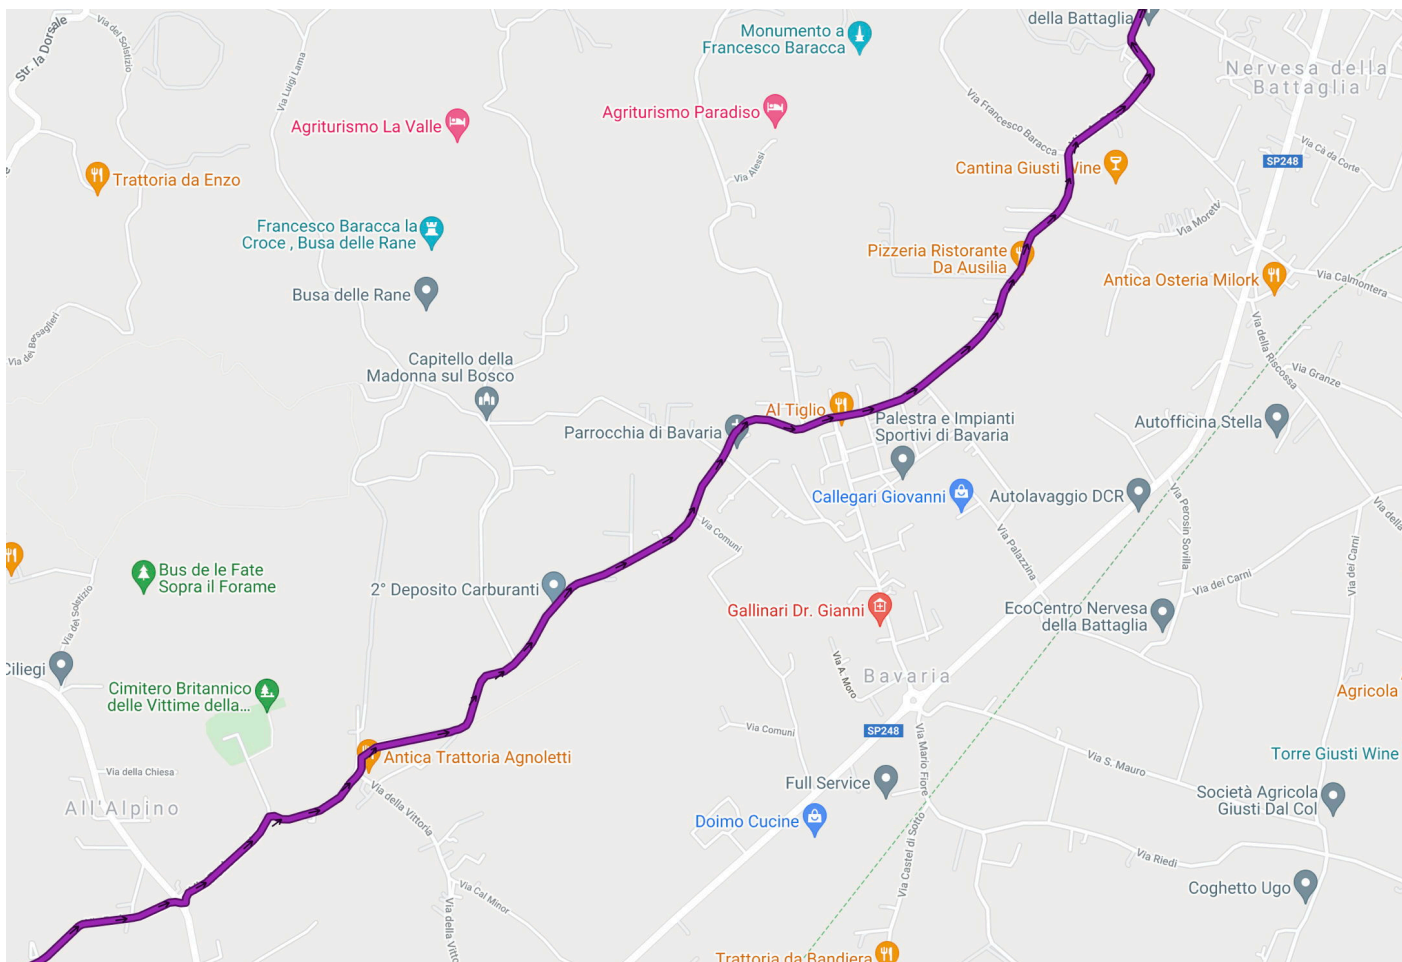 della Battaglia
Via del Solstizio
Str. la Dorsale
Monumento a
Francesco Baracca
Nervesa della
Battaglia
Via Luigi Lama
Via Francesco Baracca
Agriturismo La Valle
Agriturismo Paradiso
Via Cà da Corte
SP248
Cantina Giusti Wine
Via Alessi
Trattoria da Enzo
Via Moretti
Francesco Baracca la
Croce , Busa delle Rane
Pizzeria Ristorante
Da Ausilia
Antica Osteria Milork
Via Calmontera
Busa delle Rane
Via dei Bersaglieri
Via della Riscossa
Capitello della
Madonna sul Bosco
Via Granze
Al Tiglio
Parrocchia di Bavaria
Palestra e Impianti
Sportivi di Bavaria
Autofficina Stella
Callegari Giovanni
Autolavaggio DCR
Via Perosin Sovilla
Via della
Via Comuni
Via Palazzina
Via dei Carni
Bus de le Fate
Sopra il Forame
2° Deposito Carburanti
Via dei Carni
Via del Solstizio
Gallinari Dr. Gianni
EcoCentro Nervesa
della Battaglia
Ciliegi
Via A. Moro
Bavaria
Cimitero Britannico
delle Vittime della...
Agricola
SP248
Via Comuni
Via Mario Fiore
Antica Trattoria Agnoletti
Via S. Mauro
Torre Giusti Wine
Via della Chiesa
Full Service
Società Agricola
Giusti Dal Col
All'Alpino
Via della Vittoria
Doimo Cucine
Via Castel di Sotto
Via Riedi
Coghetto Ugo
Via Cal Minor
Via della Vitto
Trattoria da Bandiera